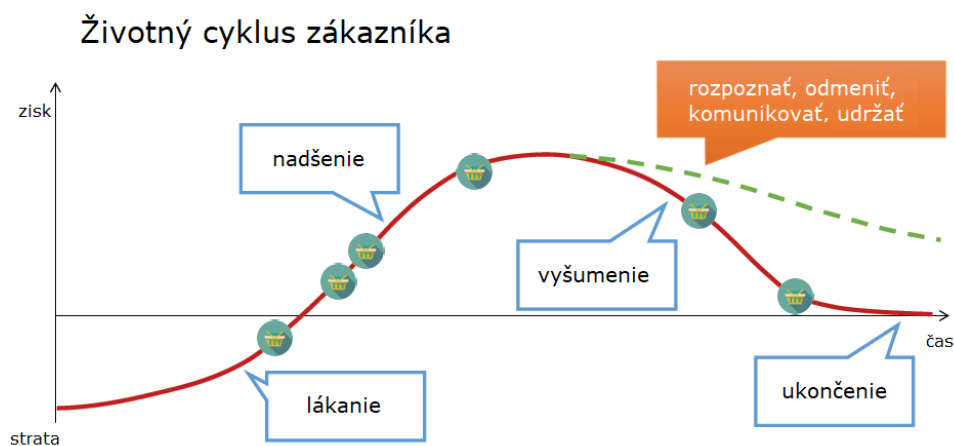 Životný cyklus zákazníka
zisk
rozpoznať, odmeniť,
komunikovať, udržať
nadšenie
vyšumenie
čas
lákanie
ukončenie
strata